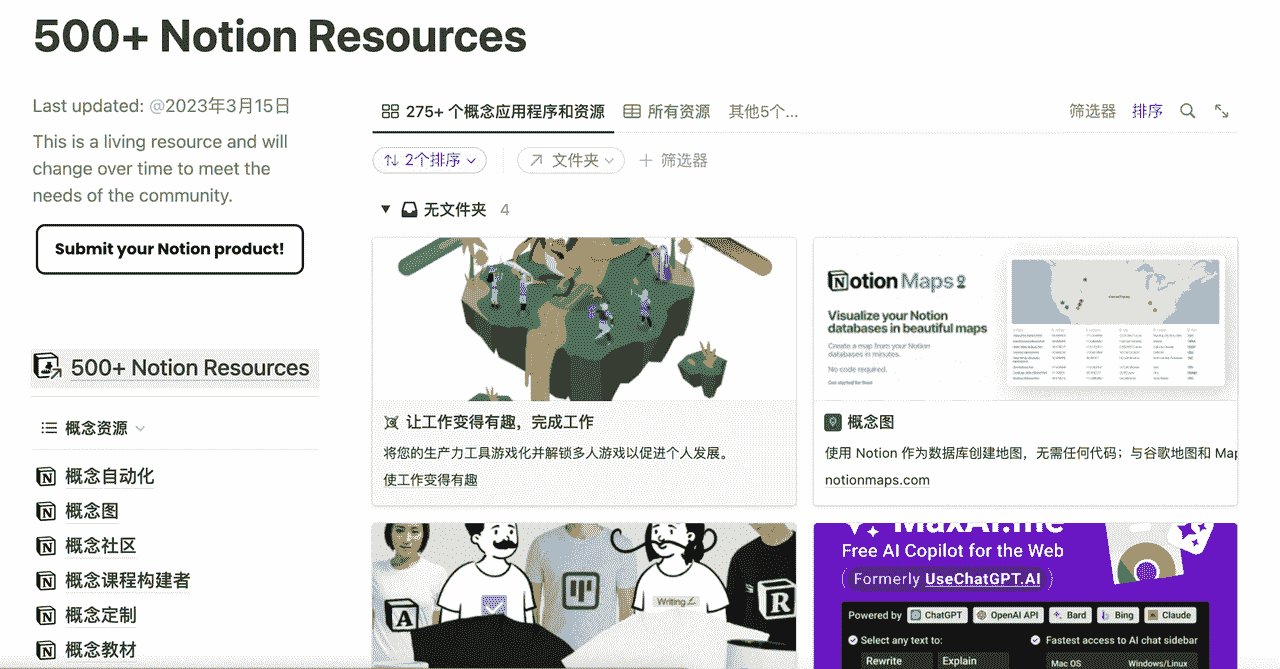 500+ Notion Resources
Last updated: @2023年3月15日
This is a living resource and will
change over time to meet the
needs of the community.
Submit your Notion product!
500+ Notion Resources
概念资源
概念自动化
概念图
概念社区
概念课程构建者
概念定制
概念教材
275+ 个概念应用程序和资源 所有资源 其他5个...
筛选器 排序
2个排序 文件夹 筛选器
无文件夹 4
让工作变得有趣，完成工作
将您的生产力工具游戏化并解锁多人游戏以促进个人发展。
使工作变得有趣
Notion Maps
Visualize your Notion
databases in beautiful maps
Create a map from your Notion
databases in minutes.
No code required.
Get started for free
概念图
使用 Notion 作为数据库创建地图，无需任何代码；与谷歌地图和 Map
notionmaps.com
A
Writing
N
R
MaxAI.me
Free AI Copilot for the Web
(Formerly UseChatGPT.AI)
Powered by ChatGPT OpenAI API Bard Bing Claude
Select any text to: Fastest access to AI chat sidebar
Rewrite Explain Mac OS Windows/Linux